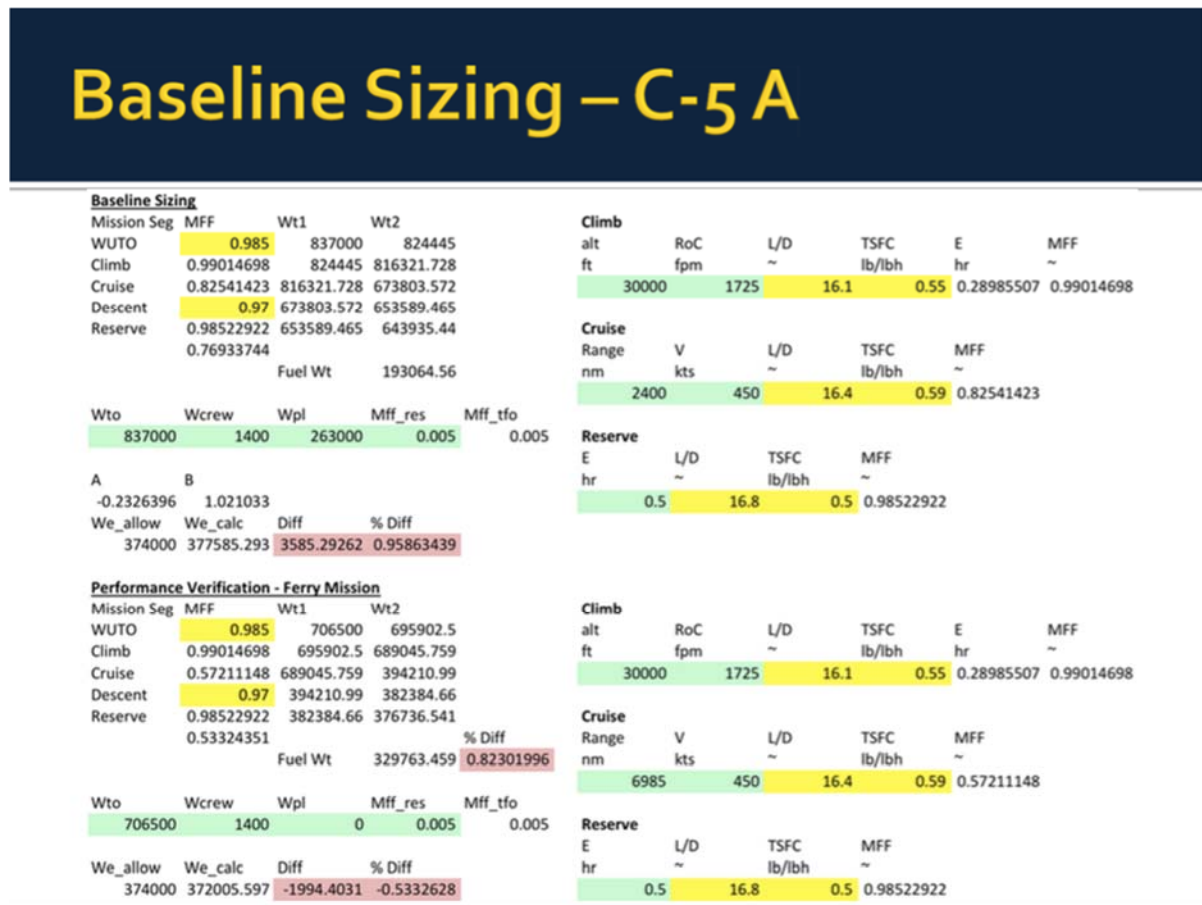 Baseline Sizing – C-5 A
Baseline Sizing
Mission Seg MFF Wt1 Wt2
WUTO 0.985 837000 824445
Climb 0.99014698 824445 816321.728
Cruise 0.82541423 816321.728 673803.572
Descent 0.97 673803.572 653589.465
Reserve 0.98522922 653589.465 643935.44
0.76933744
Fuel Wt 193064.56
Wto Wcrew Wpl Mff_res Mff_tfo
837000 1400 263000 0.005 0.005
A B
-0.2326396 1.021033
We_allow We_calc Diff % Diff
374000 377585.293 3585.29262 0.95863439
Climb
alt RoC L/D TSFC E MFF
ft fpm ~ lb/lbh hr ~
30000 1725 16.1 0.55 0.28985507 0.99014698
Cruise
Range V L/D TSFC MFF
nm kts ~ lb/lbh ~
2400 450 16.4 0.59 0.82541423
Reserve
E L/D TSFC MFF
hr ~ lb/lbh ~
0.5 16.8 0.5 0.98522922
Performance Verification - Ferry Mission
Mission Seg MFF Wt1 Wt2
WUTO 0.985 706500 695902.5
Climb 0.99014698 695902.5 689045.759
Cruise 0.57211148 689045.759 394210.99
Descent 0.97 394210.99 382384.66
Reserve 0.98522922 382384.66 376736.541
0.53324351 % Diff
Fuel Wt 329763.459 0.82301996
Wto Wcrew Wpl Mff_res Mff_tfo
706500 1400 0 0.005 0.005
We_allow We_calc Diff % Diff
374000 372005.597 -1994.4031 -0.5332628
Climb
alt RoC L/D TSFC E MFF
ft fpm ~ lb/lbh hr ~
30000 1725 16.1 0.55 0.28985507 0.99014698
Cruise
Range V L/D TSFC MFF
nm kts ~ lb/lbh ~
6985 450 16.4 0.59 0.57211148
Reserve
E L/D TSFC MFF
hr ~ lb/lbh ~
0.5 16.8 0.5 0.98522922